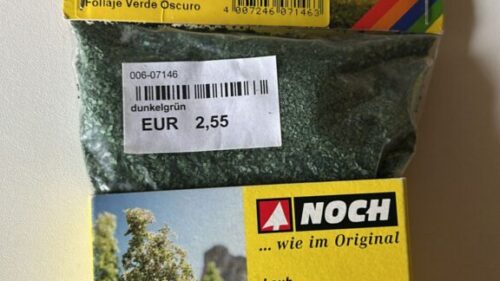 Follaje Verde Oscuro
4 007246 071463
006-07146
dunkelgrün
EUR 2,55
NOCH
... wie im Original